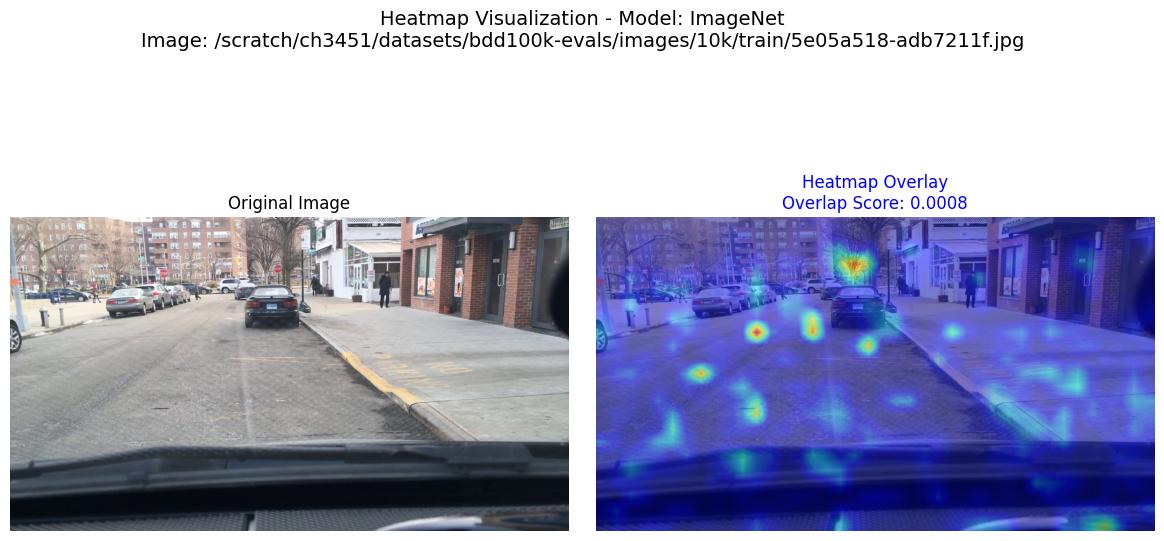 Heatmap Visualization - Model: ImageNet
Image: /scratch/ch3451/datasets/bdd100k-evals/images/10k/train/5e05a518-adb7211f.jpg
Original Image
Heatmap Overlay
Overlap Score: 0.0008